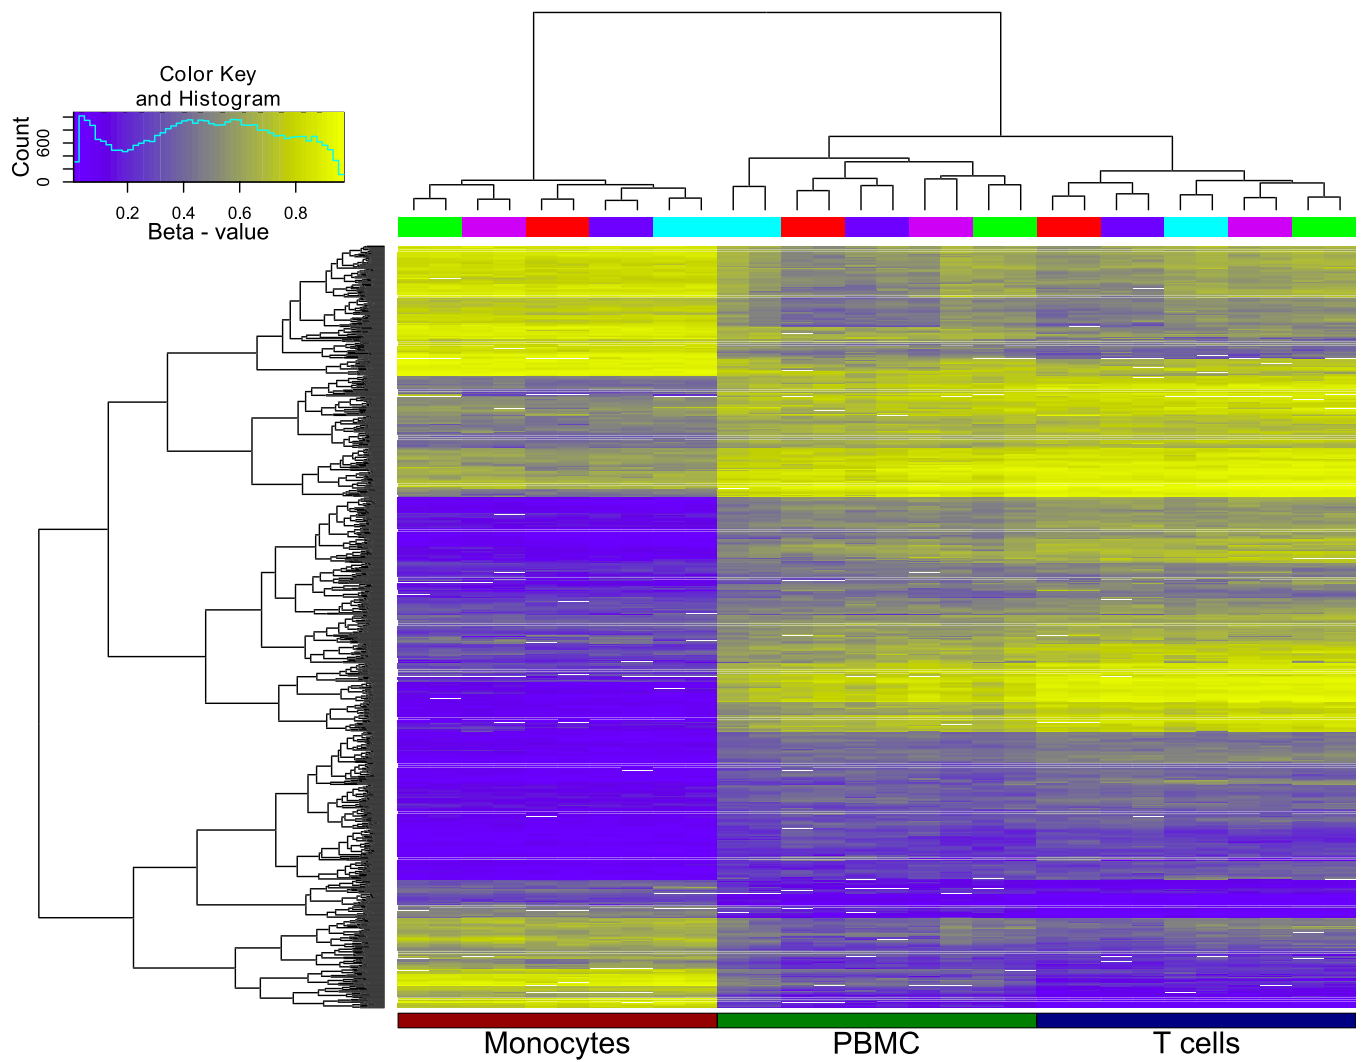 Color Key
and Histogram
Count
0 600
0.2 0.4 0.6 0.8
Beta - value
Monocytes PBMC T cells